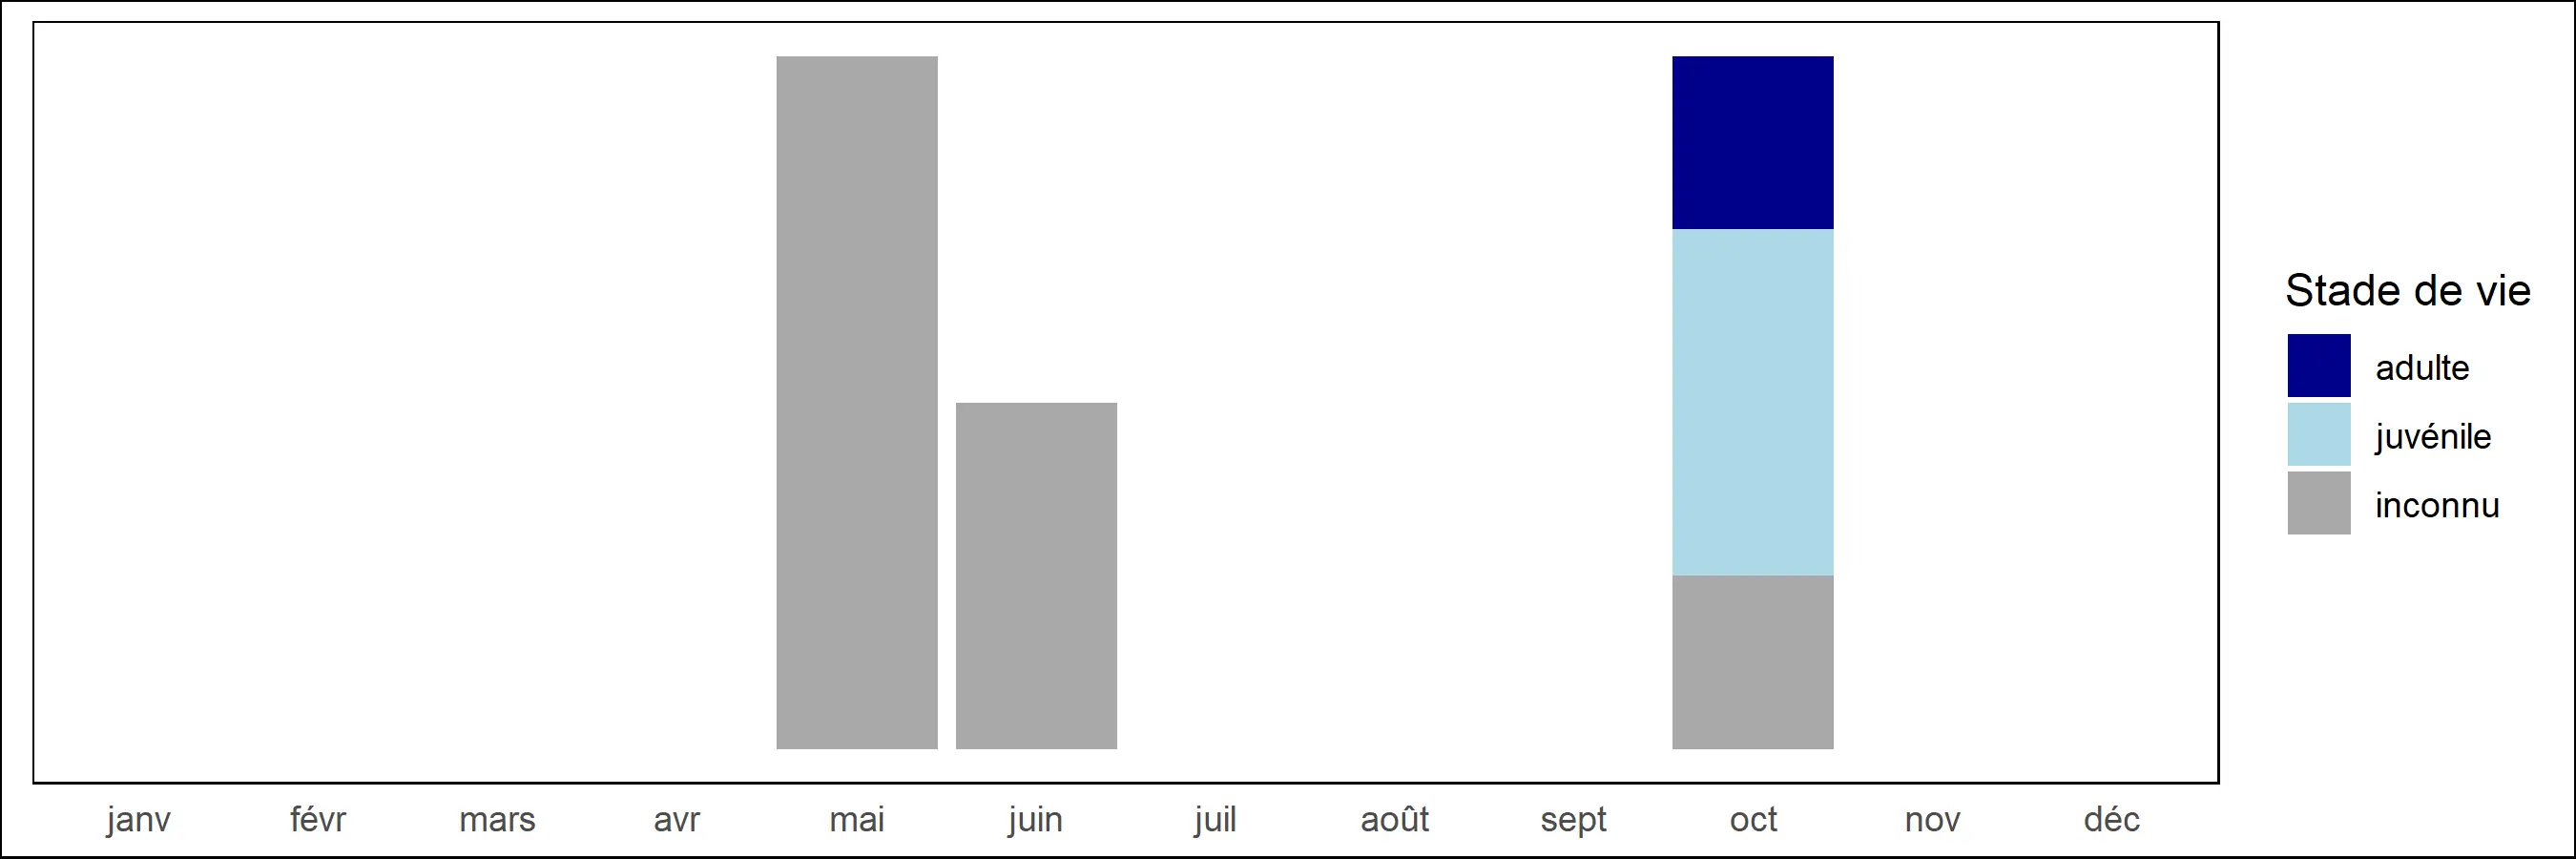 Stade de vie
adulte
juvénile
inconnu
janv févr mars avr mai juin juil août sept oct nov déc